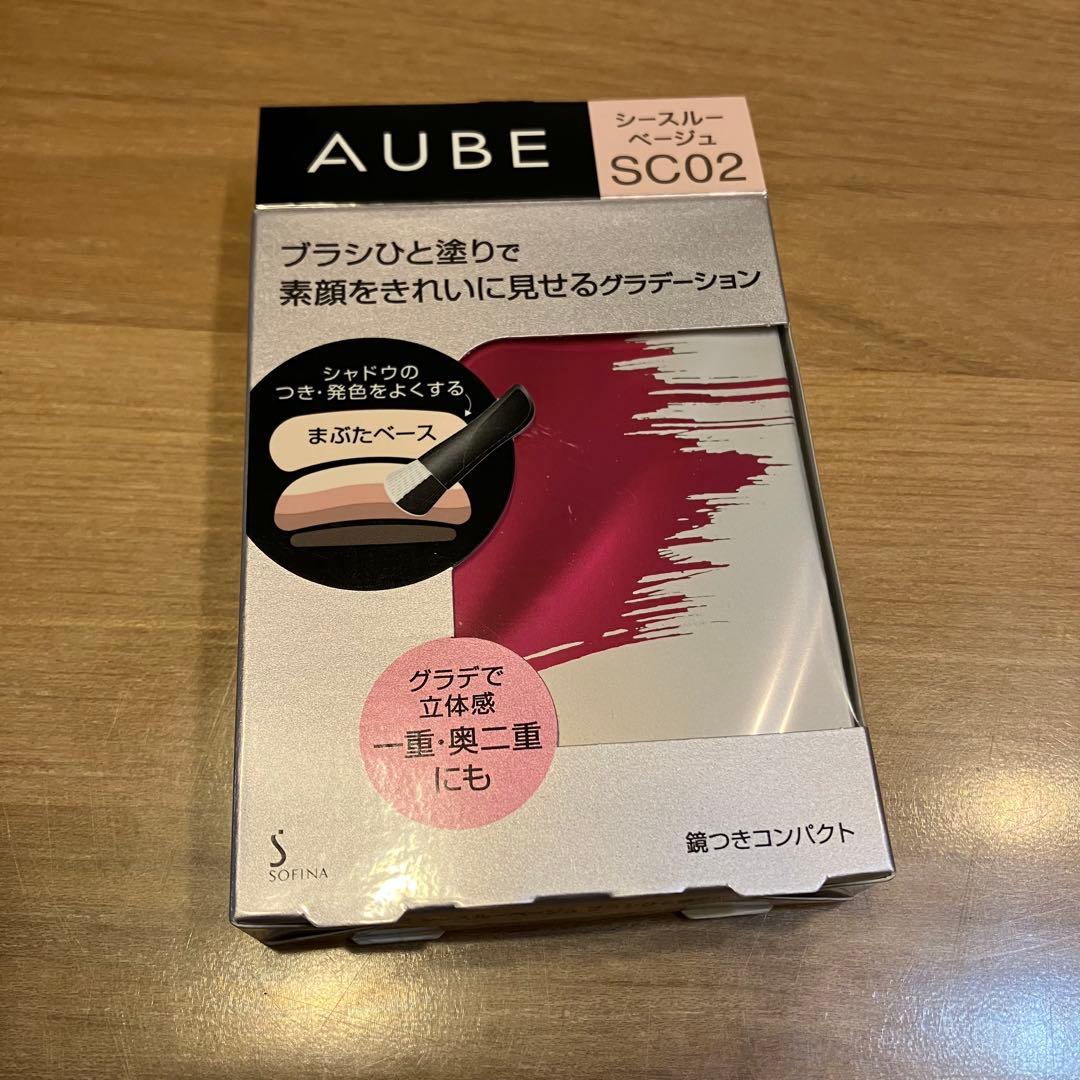 AUBE
シースルー
ベージュ
SC02
ブラシひと塗りで
素顔をきれいに見せるグラデーション
シャドウの
つき・発色をよくする
まぶたベース
グラデで
立体感
一重・奥二重
にも
SOFINA
鏡つきコンパクト